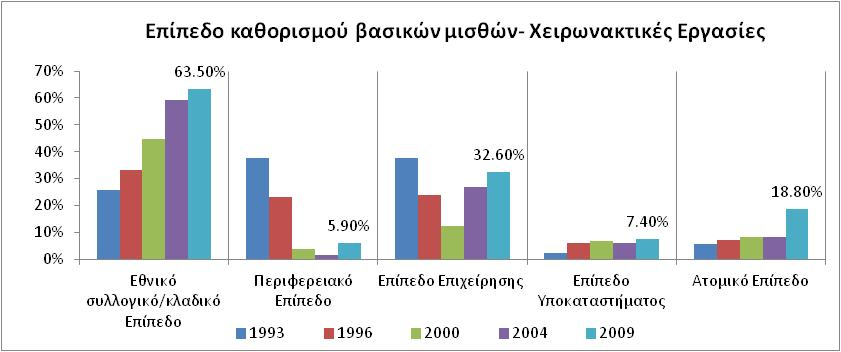 Επίπεδο καθορισμού βασικών μισθών- Χειρωνακτικές Εργασίες
70%
60%
50%
40%
30%
20%
10%
0%
63.50%
5.90%
32.60%
7.40%
18.80%
Εθνικό
συλλογικό/κλαδικό
Επίπεδο
Περιφερειακό
Επίπεδο
Επίπεδο Επιχείρησης
Επίπεδο
Υποκαταστήματος
Ατομικό Επίπεδο
1993
1996
2000
2004
2009